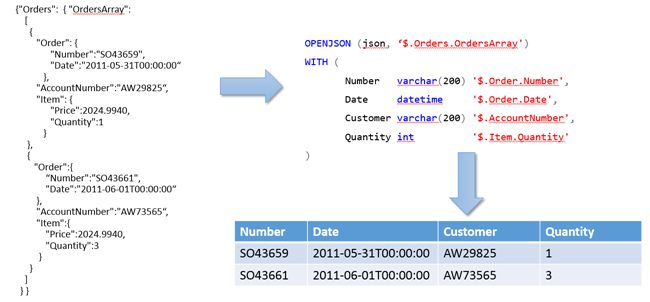 {"Orders": { "OrdersArray":
[
{
"Order": {
"Number":"SO43659",
"Date":"2011-05-31T00:00:00"
},
"AccountNumber":"AW29825",
"Item": {
"Price":2024.9940,
"Quantity":1
}
},
{
"Order":{
"Number":"SO43661",
"Date":"2011-06-01T00:00:00"
},
"AccountNumber":"AW73565",
"Item":{
"Price":2024.9940,
"Quantity":3
}
}
]
} }
OPENJSON (json, ‘$.Orders.OrdersArray')
WITH (
Number varchar(200) '$.Order.Number',
Date datetime '$.Order.Date',
Customer varchar(200) '$.AccountNumber',
Quantity int '$.Item.Quantity'
)
Number Date Customer Quantity
SO43659 2011-05-31T00:00:00 AW29825 1
SO43661 2011-06-01T00:00:00 AW73565 3